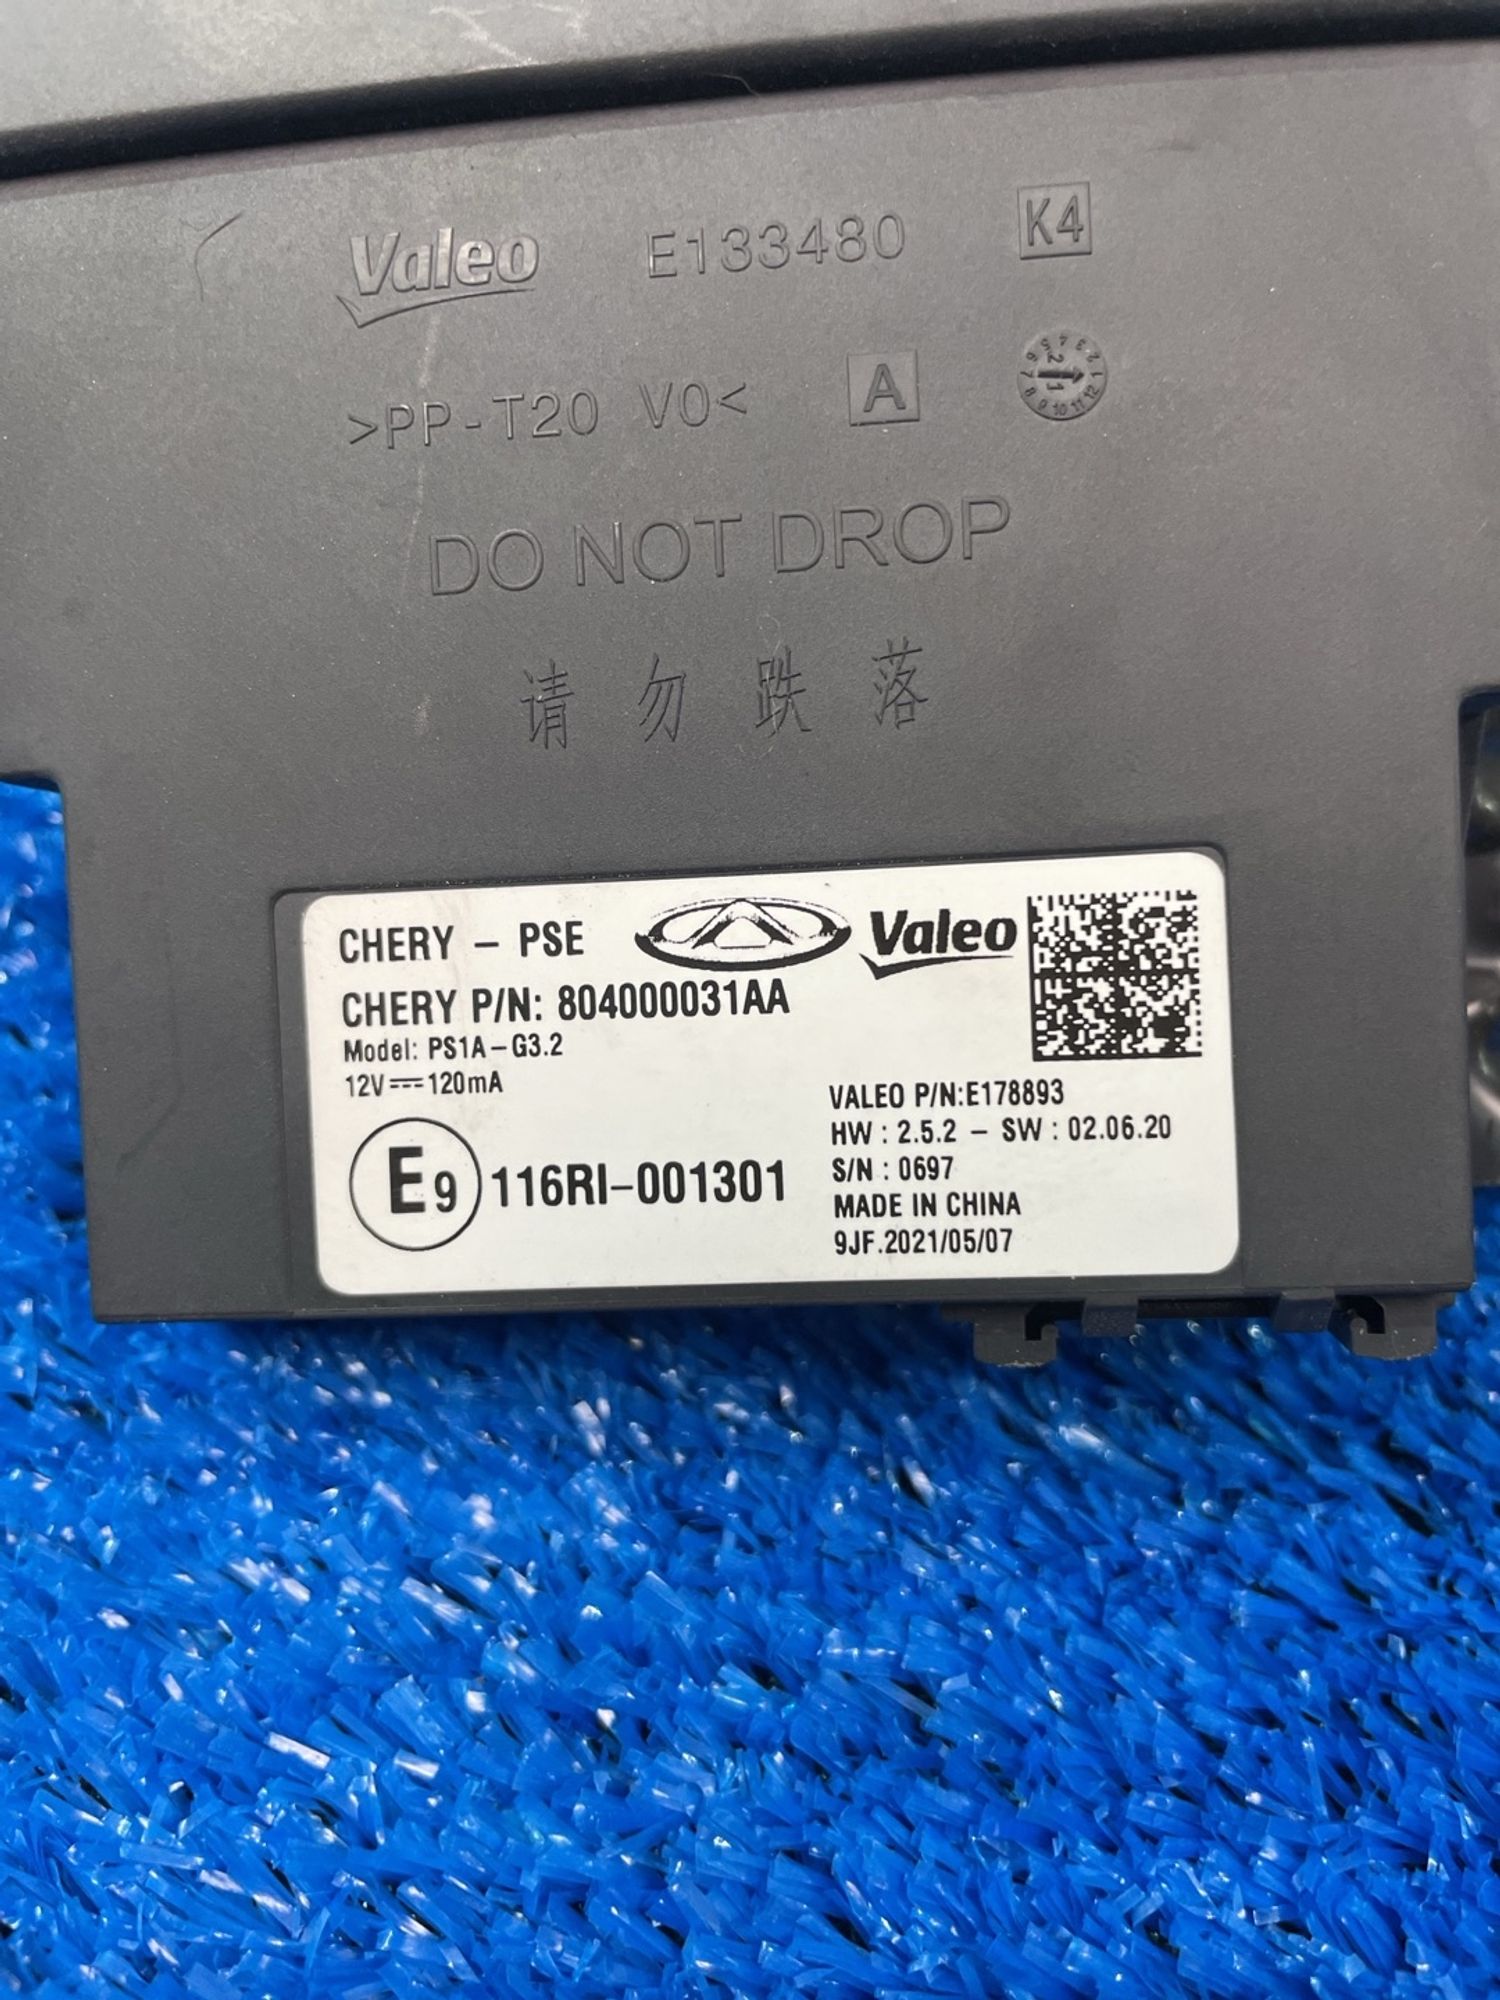 Valeo E133480 K4
>PP-T20 V0< A
DO NOT DROP
请勿跌落
CHERY - PSE Valeo
CHERY P/N: 804000031AA
Model: PS1A-G3.2
12V⎓120mA
E9 116RI-001301
VALEO P/N:E178893
HW : 2.5.2 - SW : 02.06.20
S/N : 0697
MADE IN CHINA
9JF.2021/05/07